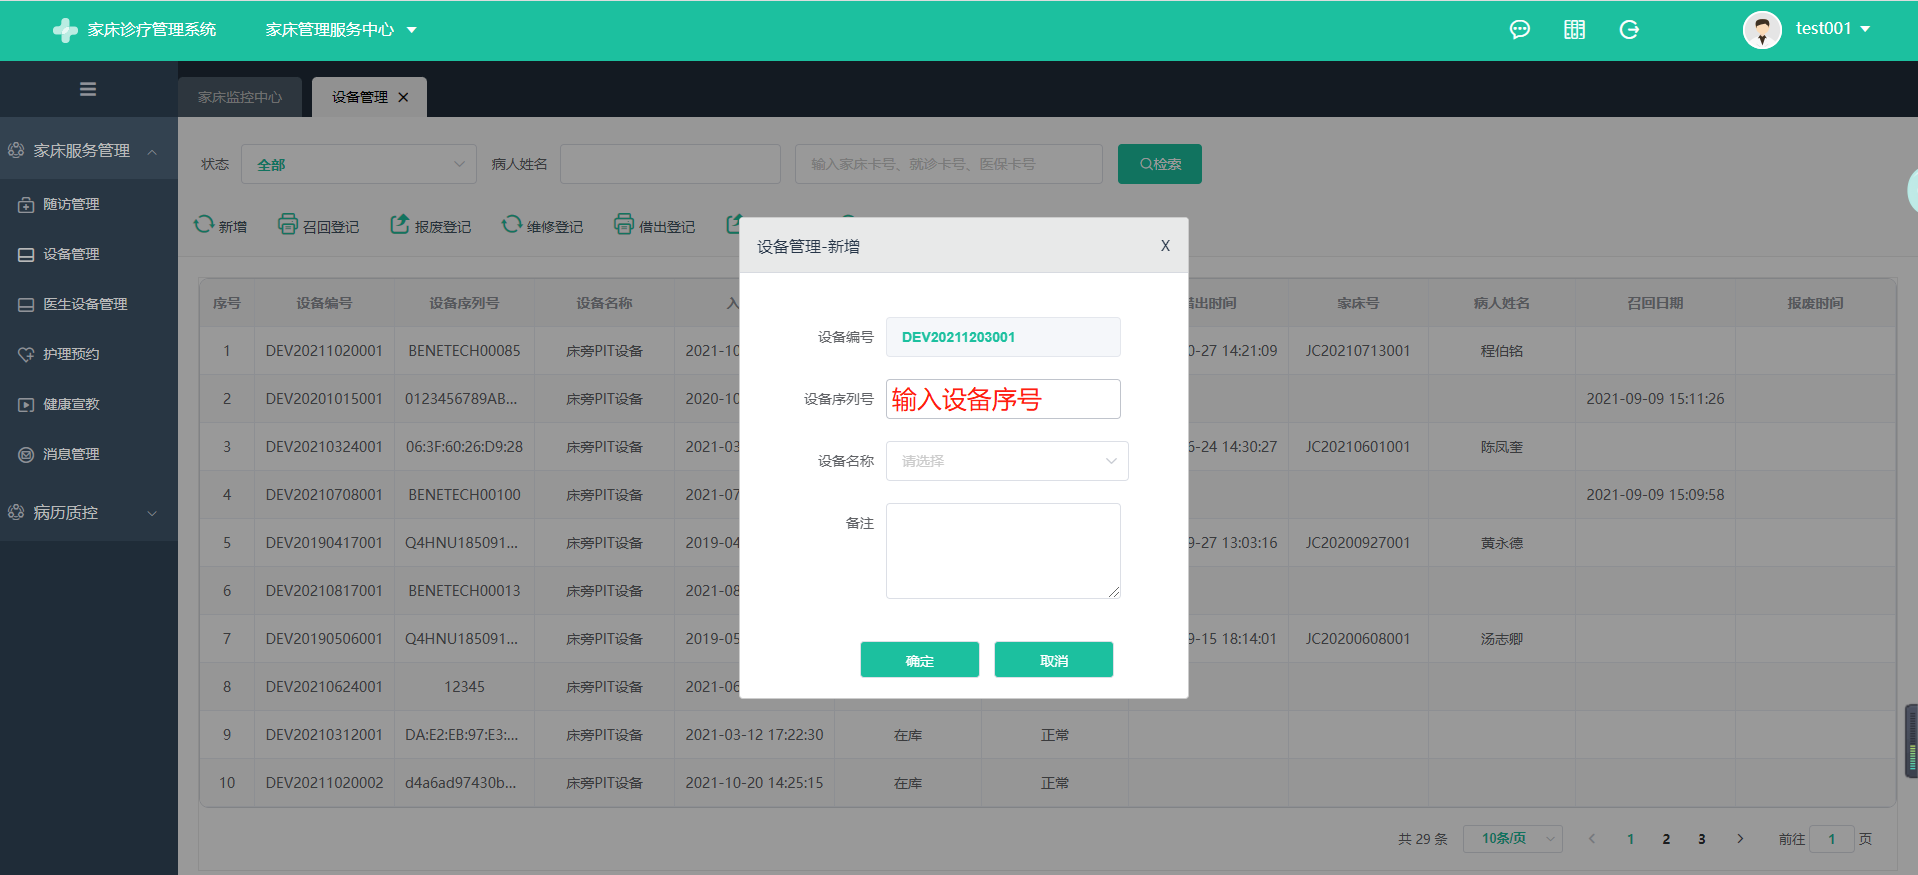 家床诊疗管理系统 家床管理服务中心 test001
家床监控中心 设备管理
家床服务管理
随访管理
设备管理
医生设备管理
护理预约
健康宣教
消息管理
病历质控
状态 全部 病人姓名 输入家床卡号、就诊卡号、医保卡号 检索
新增 召回登记 报废登记 维修登记 借出登记
设备管理-新增 X
设备编号 DEV20211203001
设备序列号 输入设备序号
设备名称 请选择
备注
确定 取消
序号 设备编号 设备序列号 设备名称 入 出时间 家床号 病人姓名 召回日期 报废时间
1 DEV20211020001 BENETECH00085 床旁PIT设备 2021-10 0-27 14:21:09 JC20210713001 程伯铭
2 DEV20201015001 0123456789AB... 床旁PIT设备 2020-10 2021-09-09 15:11:26
3 DEV20210324001 06:3F:60:26:D9:28 床旁PIT设备 2021-03 6-24 14:30:27 JC20210601001 陈凤奎
4 DEV20210708001 BENETECH00100 床旁PIT设备 2021-07 2021-09-09 15:09:58
5 DEV20190417001 Q4HNU185091... 床旁PIT设备 2019-04 9-27 13:03:16 JC20200927001 黄永德
6 DEV20210817001 BENETECH00013 床旁PIT设备 2021-08
7 DEV20190506001 Q4HNU185091... 床旁PIT设备 2019-05 9-15 18:14:01 JC20200608001 汤志卿
8 DEV20210624001 12345 床旁PIT设备 2021-06
9 DEV20210312001 DA:E2:EB:97:E3:... 床旁PIT设备 2021-03-12 17:22:30 在库 正常
10 DEV20211020002 d4a6ad97430b... 床旁PIT设备 2021-10-20 14:25:15 在库 正常
共 29 条 10条/页 1 2 3 前往 1 页